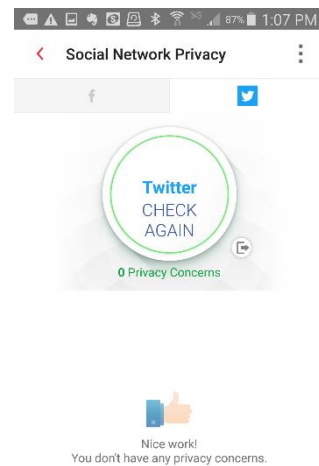 87% 1:07 PM
Social Network Privacy
f
Twitter
CHECK
AGAIN
0 Privacy Concerns
Nice work!
You don't have any privacy concerns.